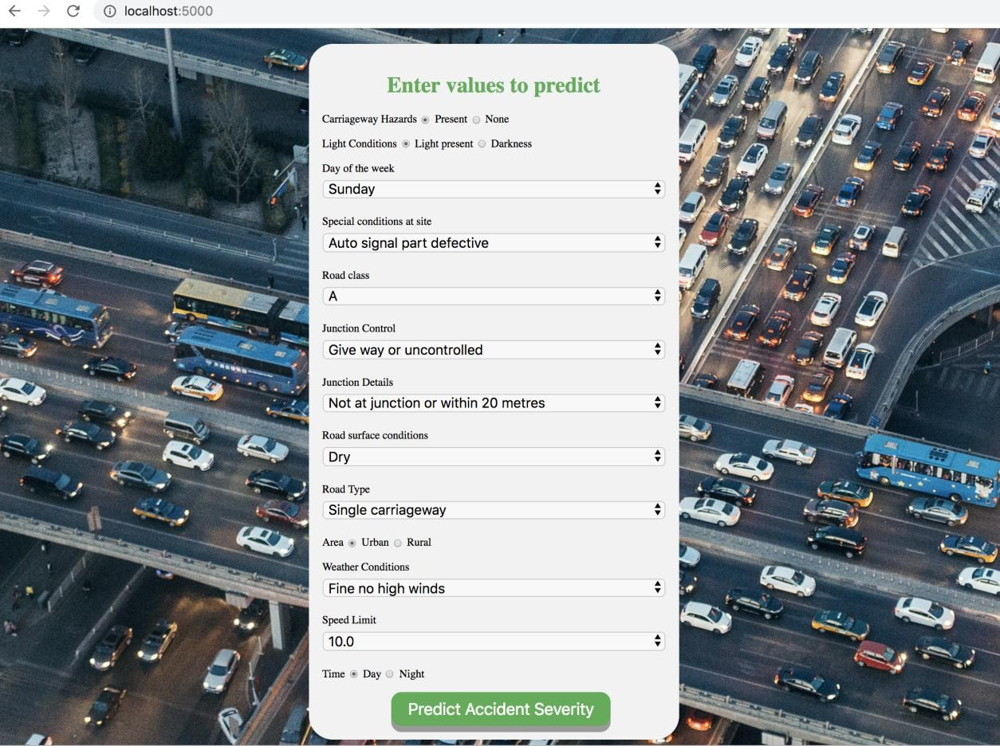 localhost:5000
Enter values to predict
Carriageway Hazards Present None
Light Conditions Light present Darkness
Day of the week
Sunday
Special conditions at site
Auto signal part defective
Road class
A
Junction Control
Give way or uncontrolled
Junction Details
Not at junction or within 20 metres
Road surface conditions
Dry
Road Type
Single carriageway
Area Urban Rural
Weather Conditions
Fine no high winds
Speed Limit
10.0
Time Day Night
Predict Accident Severity